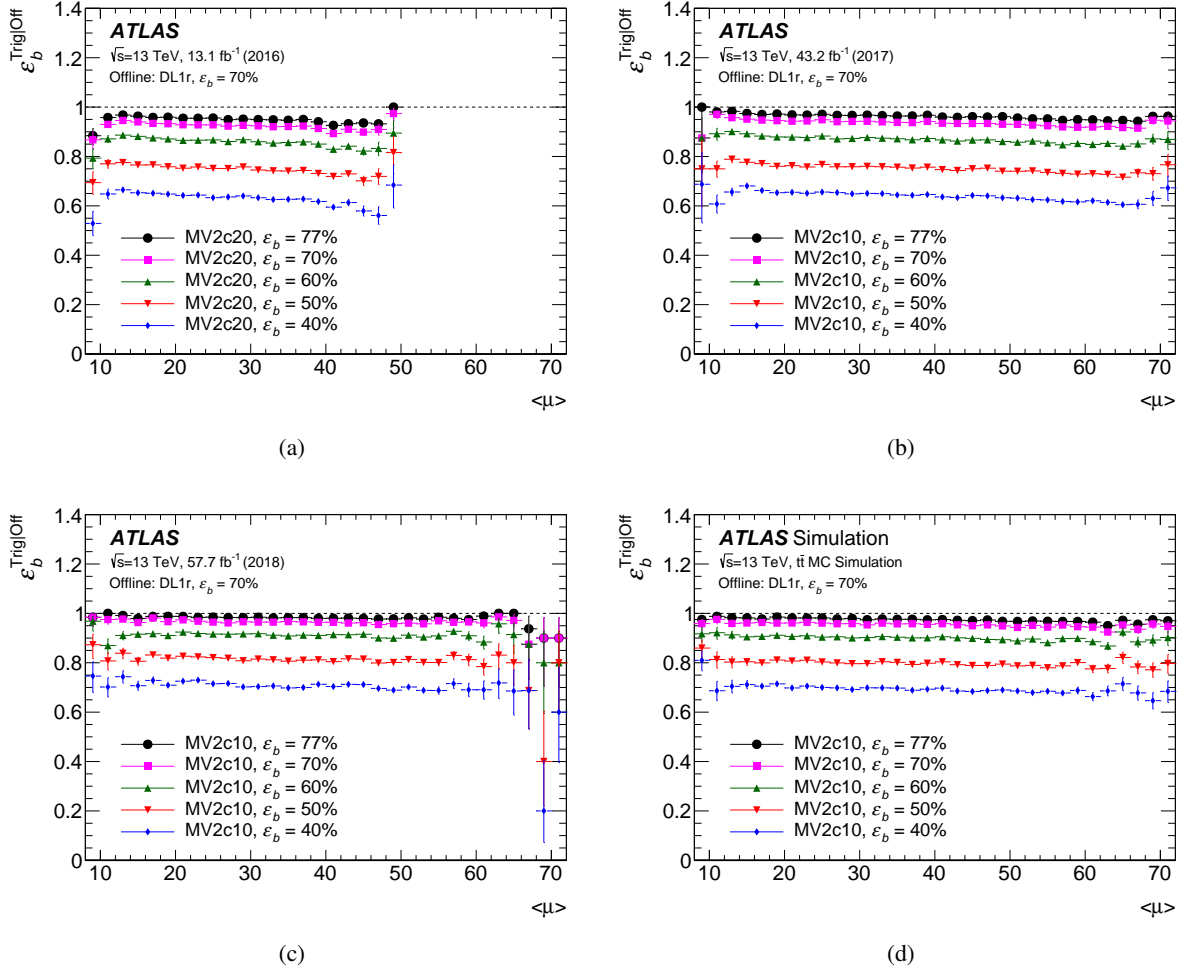 ε_b^Trig|Off
1.4
1.2
1
0.8
0.6
0.4
0.2
0
ATLAS
√s=13 TeV, 13.1 fb⁻¹ (2016)
Offline: DL1r, ε_b = 70%
MV2c20, ε_b = 77%
MV2c20, ε_b = 70%
MV2c20, ε_b = 60%
MV2c20, ε_b = 50%
MV2c20, ε_b = 40%
10 20 30 40 50 60 70
<μ>
(a)
ε_b^Trig|Off
1.4
1.2
1
0.8
0.6
0.4
0.2
0
ATLAS
√s=13 TeV, 43.2 fb⁻¹ (2017)
Offline: DL1r, ε_b = 70%
MV2c10, ε_b = 77%
MV2c10, ε_b = 70%
MV2c10, ε_b = 60%
MV2c10, ε_b = 50%
MV2c10, ε_b = 40%
10 20 30 40 50 60 70
<μ>
(b)
ε_b^Trig|Off
1.4
1.2
1
0.8
0.6
0.4
0.2
0
ATLAS
√s=13 TeV, 57.7 fb⁻¹ (2018)
Offline: DL1r, ε_b = 70%
MV2c10, ε_b = 77%
MV2c10, ε_b = 70%
MV2c10, ε_b = 60%
MV2c10, ε_b = 50%
MV2c10, ε_b = 40%
10 20 30 40 50 60 70
<μ>
(c)
ε_b^Trig|Off
1.4
1.2
1
0.8
0.6
0.4
0.2
0
ATLAS Simulation
√s=13 TeV, tt̄ MC Simulation
Offline: DL1r, ε_b = 70%
MV2c10, ε_b = 77%
MV2c10, ε_b = 70%
MV2c10, ε_b = 60%
MV2c10, ε_b = 50%
MV2c10, ε_b = 40%
10 20 30 40 50 60 70
<μ>
(d)